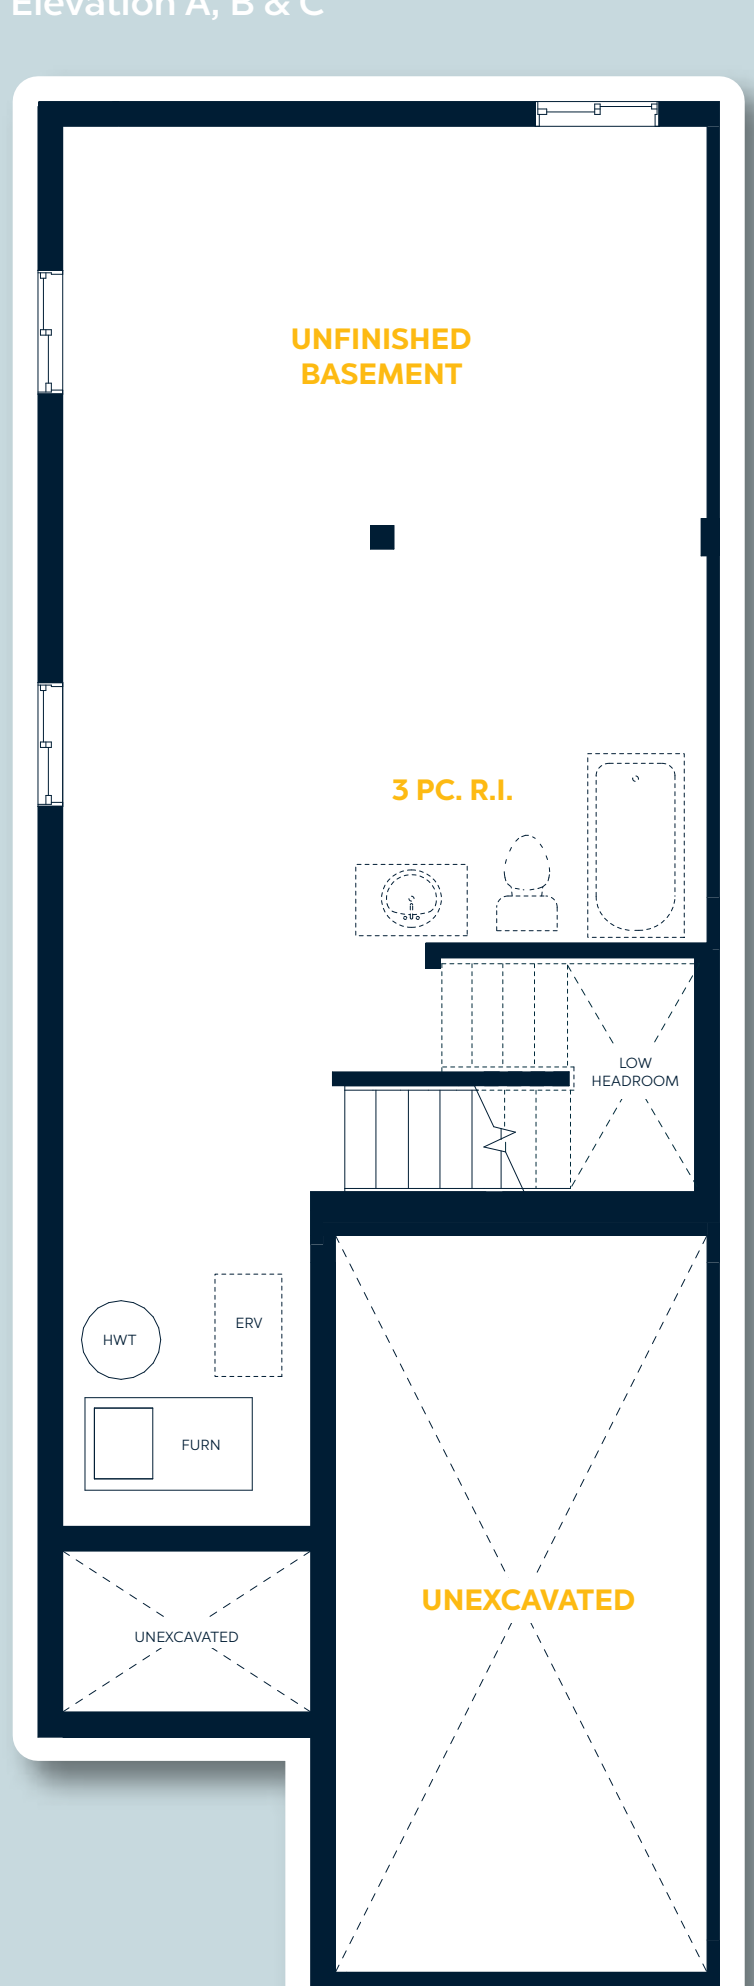 Elevation A, B & C
UNFINISHED
BASEMENT
3 PC. R.I.
LOW
HEADROOM
ERV
HWT
FURN
UNEXCAVATED
UNEXCAVATED